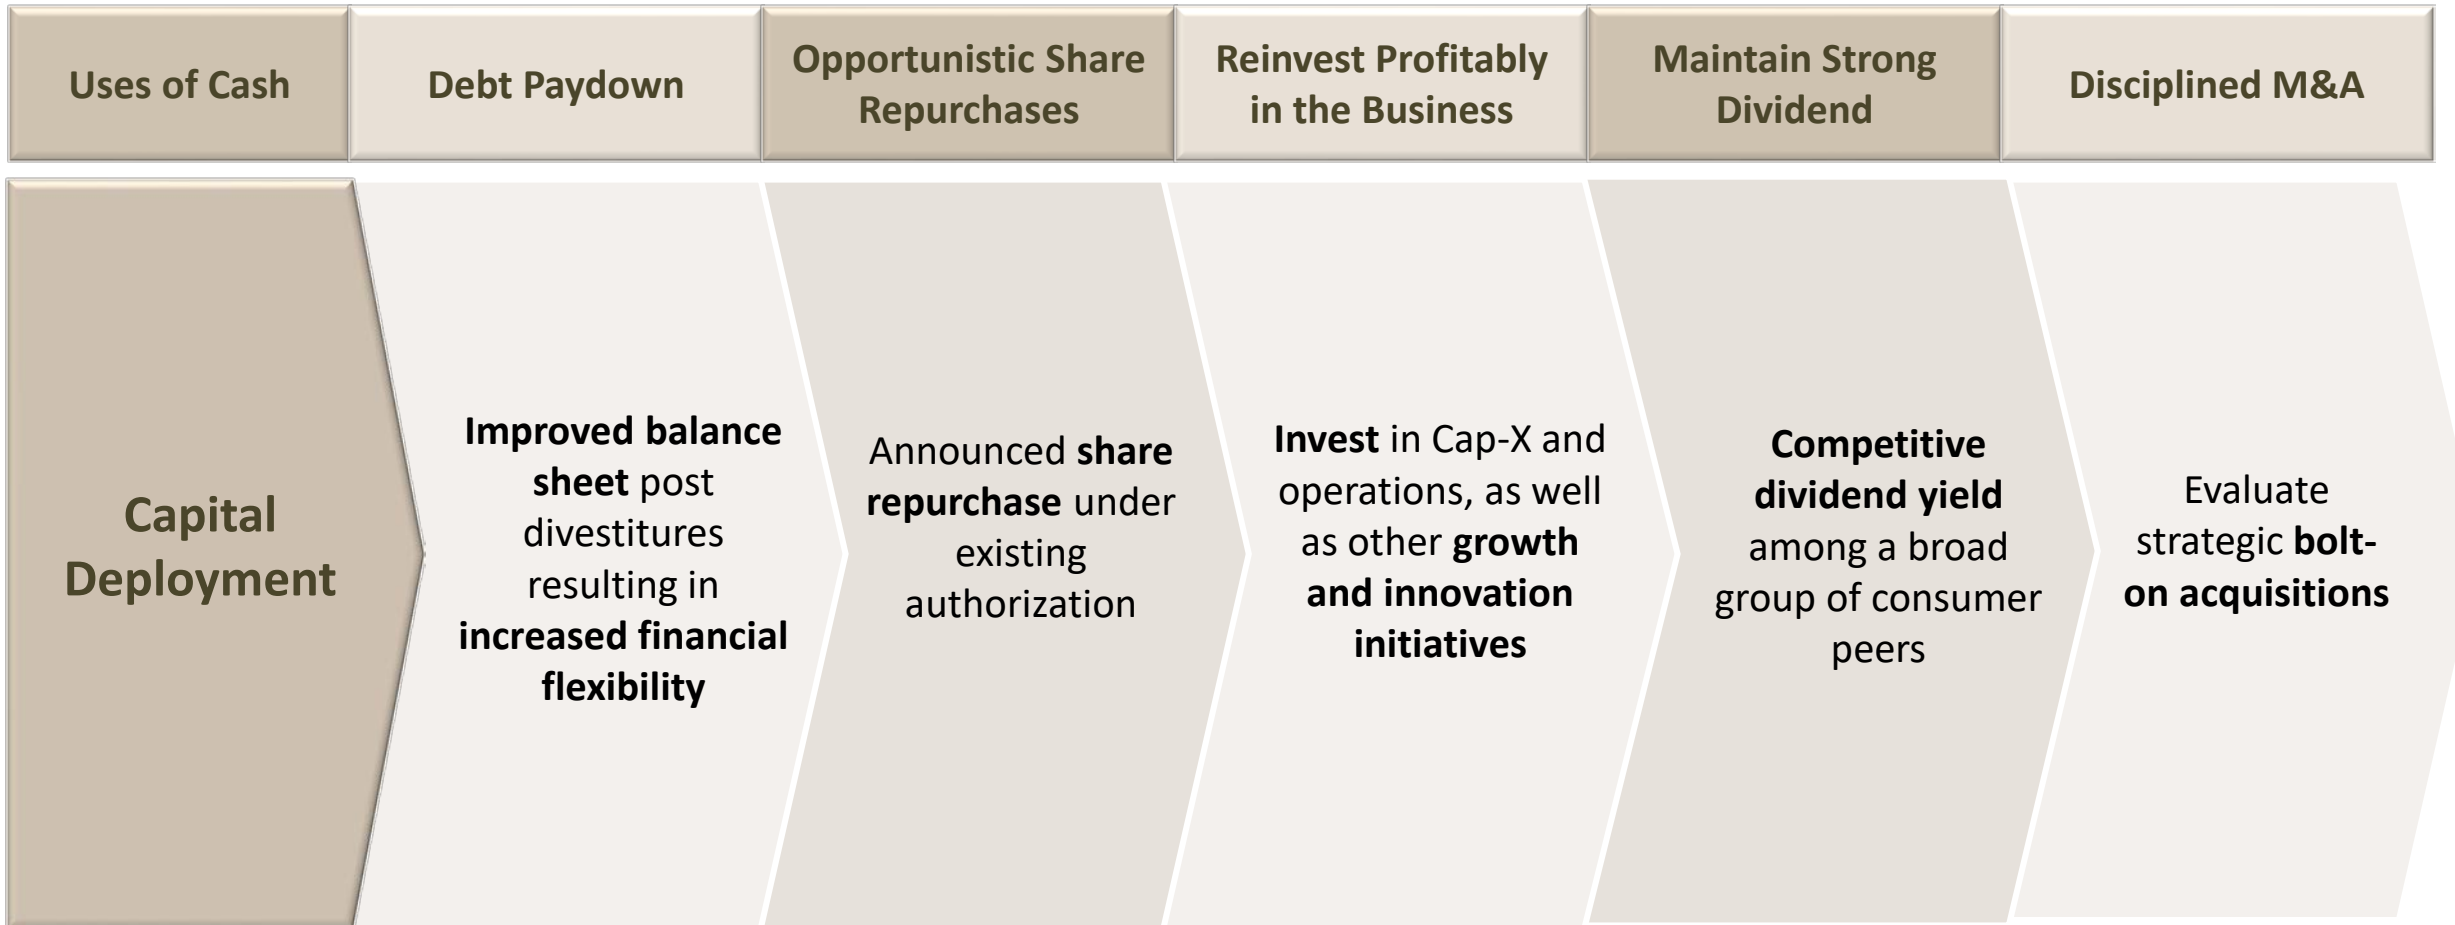 Uses of Cash
Debt Paydown
Opportunistic Share
Repurchases
Reinvest Profitably
in the Business
Maintain Strong
Dividend
Disciplined M&A
Capital
Deployment
Improved balance
sheet post
divestitures
resulting in
increased financial
flexibility
Announced share
repurchase under
existing
authorization
Invest in Cap-X and
operations, as well
as other growth
and innovation
initiatives
Competitive
dividend yield
among a broad
group of consumer
peers
Evaluate
strategic bolt-
on acquisitions